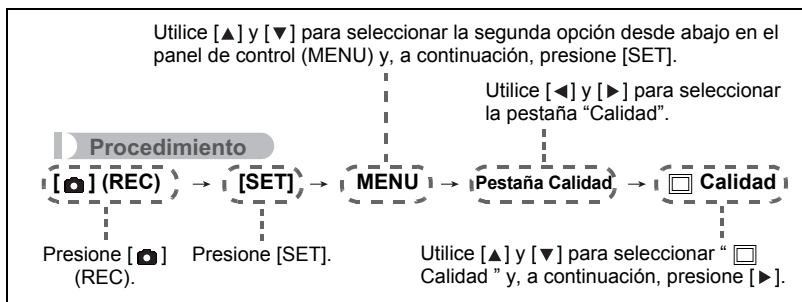 Utilice [▲] y [▼] para seleccionar la segunda opción desde abajo en el
panel de control (MENU) y, a continuación, presione [SET].
Utilice [◄] y [►] para seleccionar
la pestaña “Calidad”.
Procedimiento
[📷] (REC) → [SET] → MENU → Pestaña Calidad → □ Calidad
Presione [📷]
(REC).
Presione [SET].
Utilice [▲] y [▼] para seleccionar “ □
Calidad ” y, a continuación, presione [►].